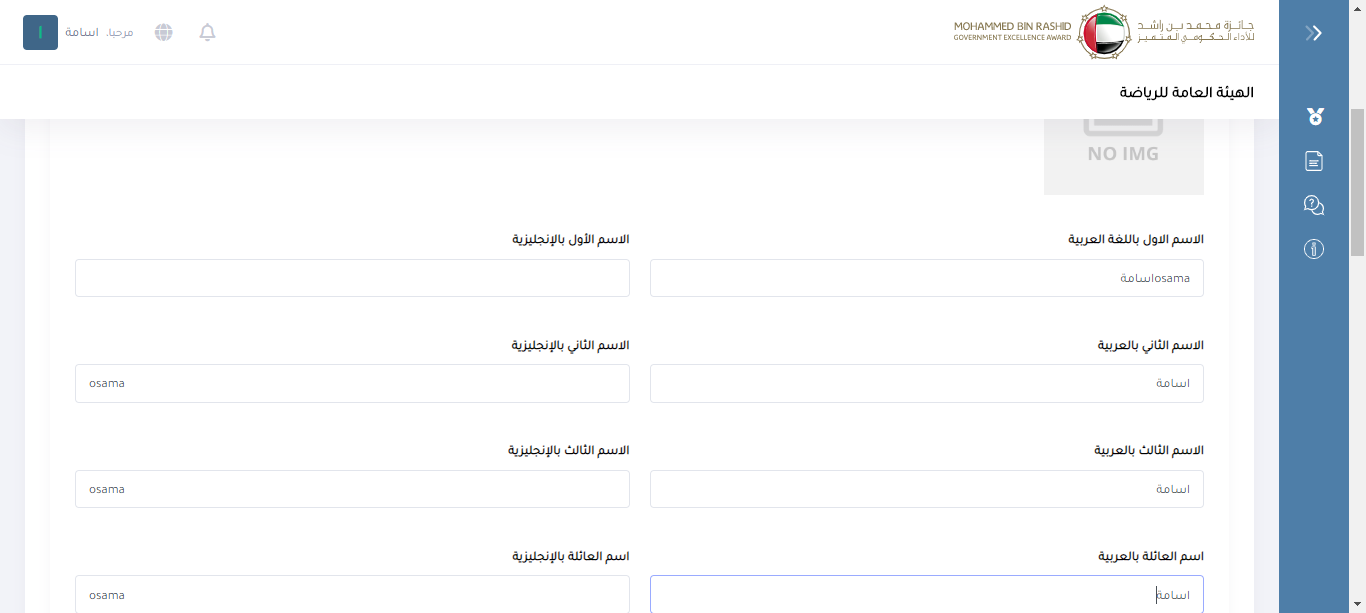 جائزة محمد بن راشد
للأداء الحكومي المتميز
MOHAMMED BIN RASHID
GOVERNMENT EXCELLENCE AWARD
مرحبا, اسامة
ا
الهيئة العامة للرياضة
NO IMG
الاسم الاول باللغة العربية
osamaاسامة
الاسم الأول بالإنجليزية
الاسم الثاني بالعربية
اسامة
الاسم الثاني بالإنجليزية
osama
الاسم الثالث بالعربية
اسامة
الاسم الثالث بالإنجليزية
osama
اسم العائلة بالعربية
اسامة
اسم العائلة بالإنجليزية
osama